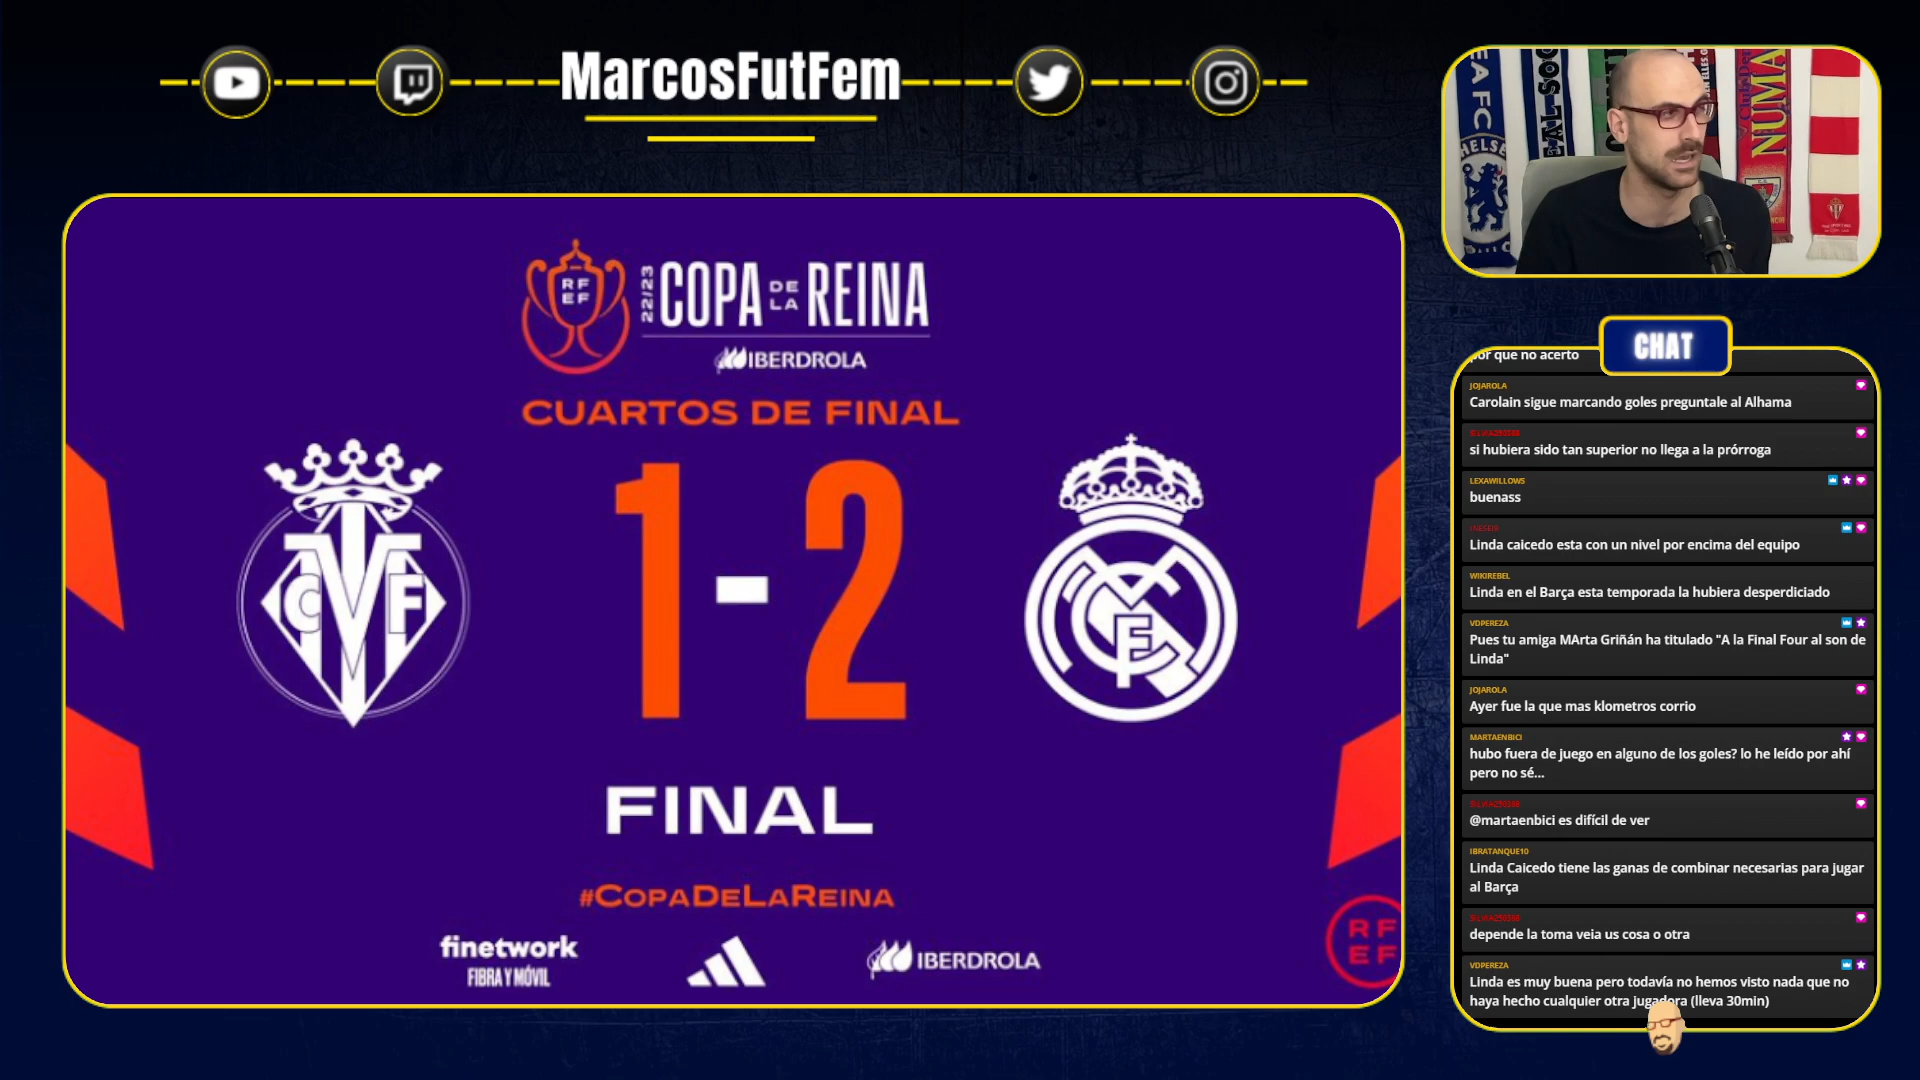 MarcosFutFem
22/23 COPA DE LA REINA
RF
EF
IBERDROLA
CUARTOS DE FINAL
1-2
CVF
FINAL
#COPADELAREINA
finetwork
FIBRA Y MÓVIL
IBERDROLA
RF
EF
NUMA
CHAT
por que no acerto
JOJAROLA
Carolain sigue marcando goles preguntale al Alhama
si hubiera sido tan superior no llega a la prórroga
LEXAWILLOWS
buenass
Linda caicedo esta con un nivel por encima del equipo
WIKIREBEL
Linda en el Barça esta temporada la hubiera desperdiciado
VDPEREZA
Pues tu amiga MArta Griñán ha titulado "A la Final Four al son de
Linda"
JOJAROLA
Ayer fue la que mas klometros corrio
MARTAENBICI
hubo fuera de juego en alguno de los goles? lo he leído por ahí
pero no sé...
@martaenbici es difícil de ver
IBRATANQUE10
Linda Caicedo tiene las ganas de combinar necesarias para jugar
al Barça
depende la toma veia us cosa o otra
VDPEREZA
Linda es muy buena pero todavía no hemos visto nada que no
haya hecho cualquier otra jugadora (lleva 30min)